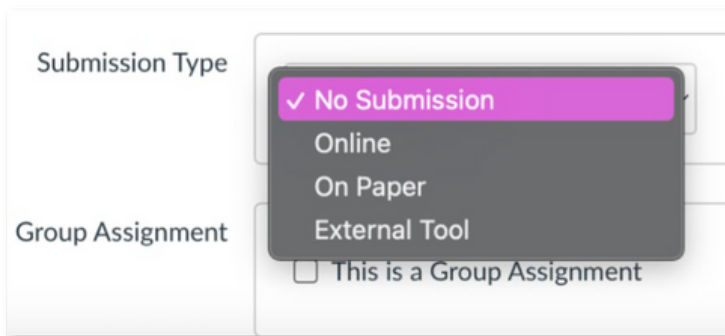 Submission Type
✓ No Submission
Online
On Paper
External Tool
Group Assignment
This is a Group Assignment